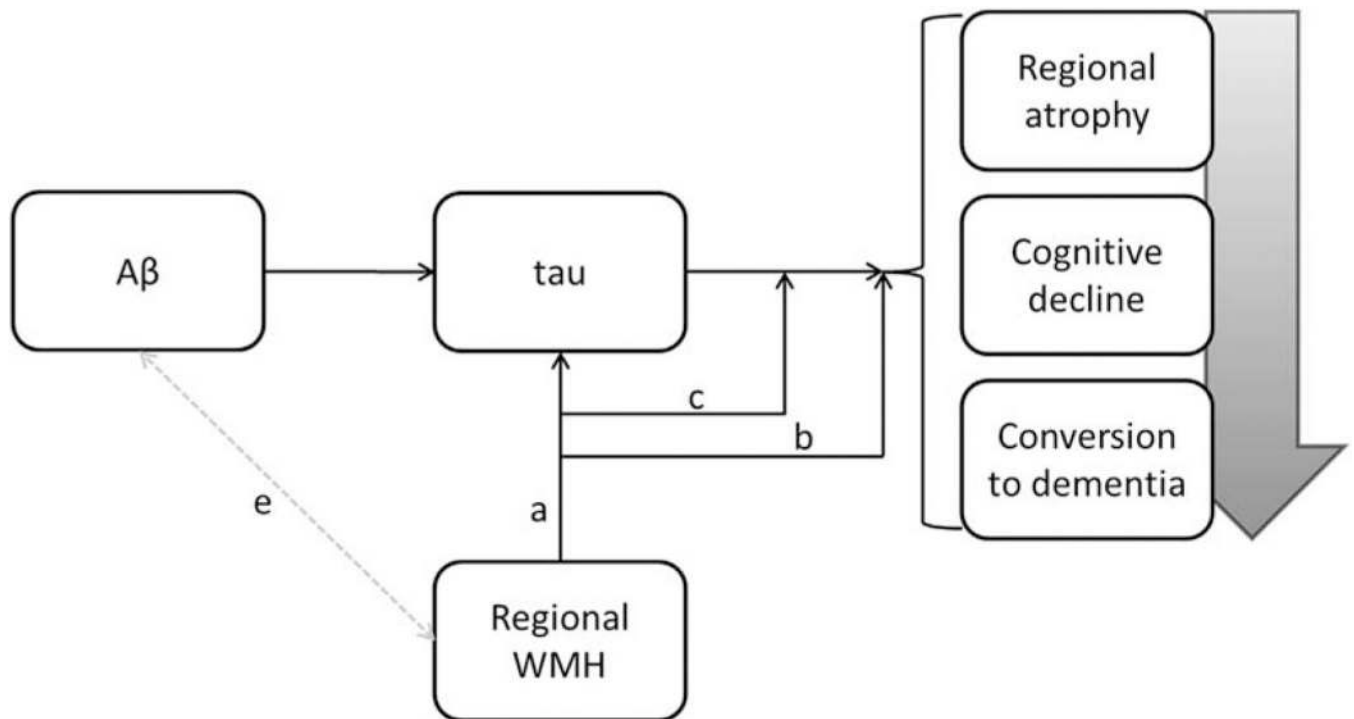 Regional
atrophy
Aβ
tau
Cognitive
decline
c
b
Conversion
to dementia
e
a
Regional
WMH